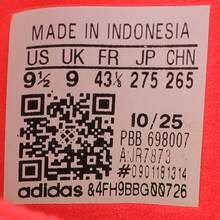 MADE IN INDONESIA
US UK FR JP CHN
9½ 9 43⅓ 275 265
10/25
PBB 698007
A:JR7873
#0901181314
adidas &4FH9BBG00726